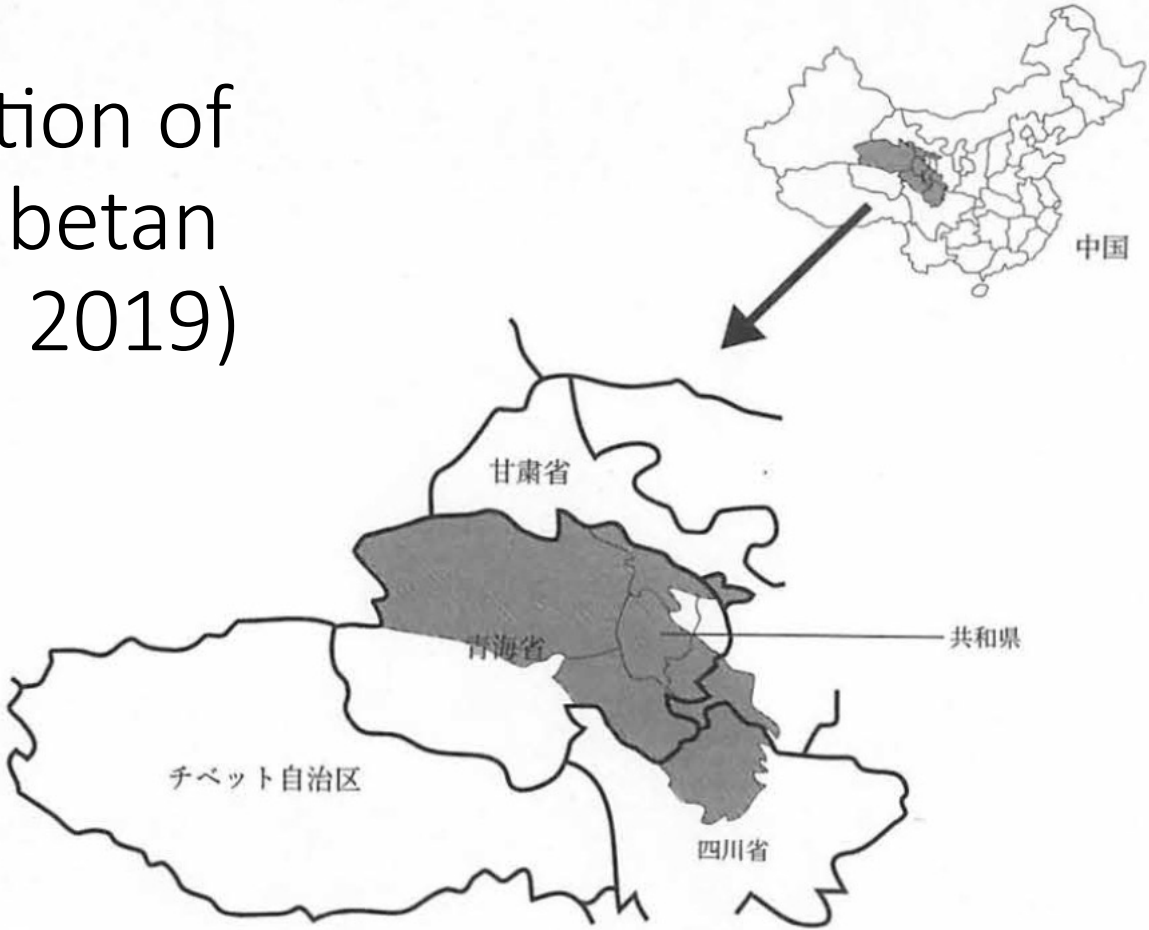 tion of
betan
2019)
中国
甘粛省
青海省
共和県
チベット自治区
四川省